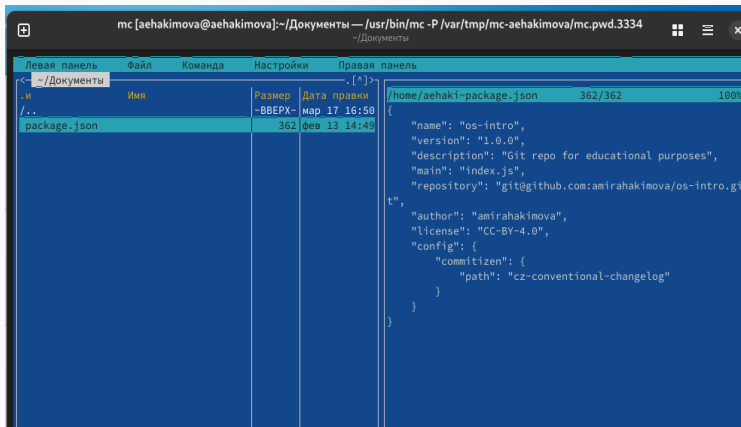 mc [aehakimova@aehakimova]:~/Документы — /usr/bin/mc -P /var/tmp/mc-aehakimova/mc.pwd.3334
~/Документы
Левая панель Файл Команда Настройки Правая панель
<— ~/Документы .[^]>
.и Имя Размер Дата правки
/.. -ВВЕРХ- мар 17 16:50
package.json 362 фев 13 14:49
/home/aehaki~package.json 362/362 100%
{
"name": "os-intro",
"version": "1.0.0",
"description": "Git repo for educational purposes",
"main": "index.js",
"repository": "git@github.com:amirahakimova/os-intro.gi
t",
"author": "amirahakimova",
"license": "CC-BY-4.0",
"config": {
"commitizen": {
"path": "cz-conventional-changelog"
}
}
}